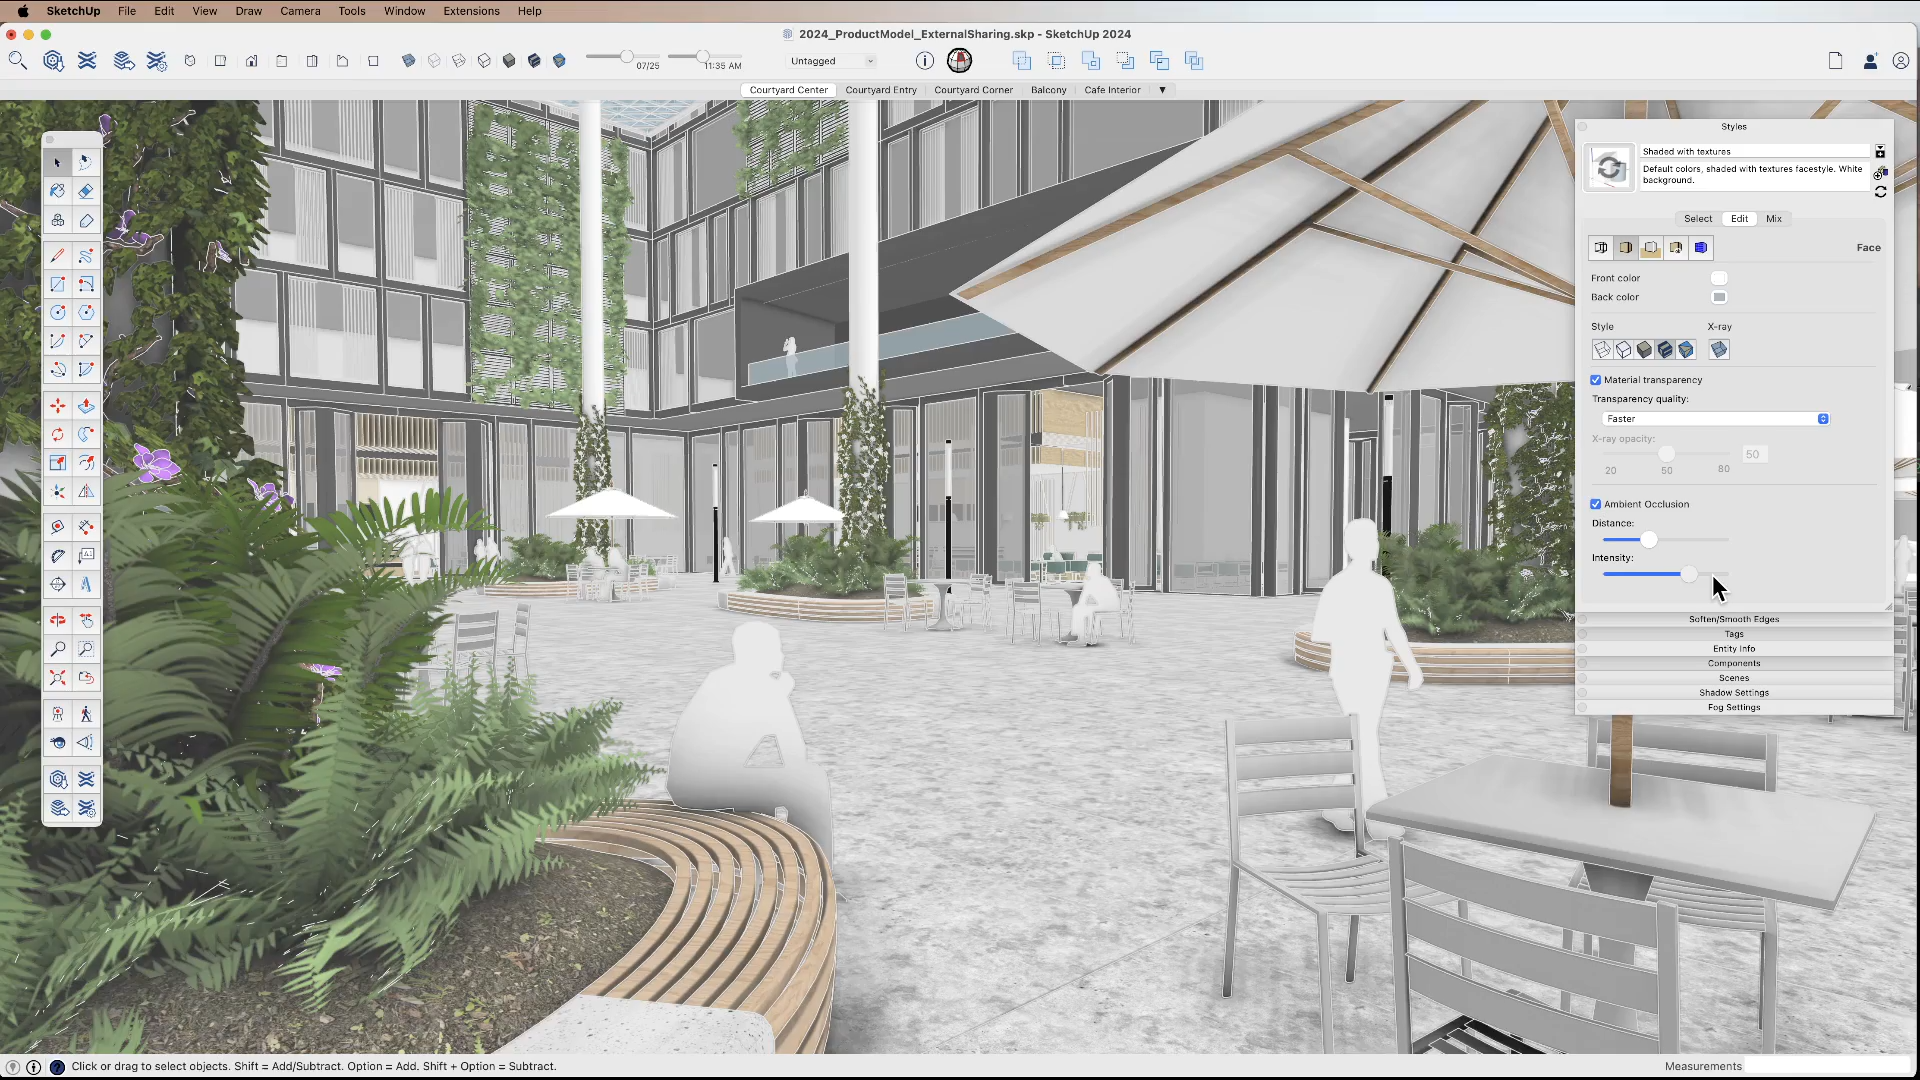 SketchUp File Edit View Draw Camera Tools Window Extensions Help
2024_ProductModel_ExternalSharing.skp - SketchUp 2024
07/25
11:35 AM
Untagged
Courtyard Center Courtyard Entry Courtyard Corner Balcony Cafe Interior
Styles
Shaded with textures
Default colors, shaded with textures facestyle. White
background.
Select Edit Mix
Face
Front color
Back color
Style X-ray
Material transparency
Transparency quality:
Faster
X-ray opacity:
50
20 50 80
Ambient Occlusion
Distance:
Intensity:
Soften/Smooth Edges
Tags
Entity Info
Components
Scenes
Shadow Settings
Fog Settings
Click or drag to select objects. Shift = Add/Subtract. Option = Add. Shift + Option = Subtract.
Measurements